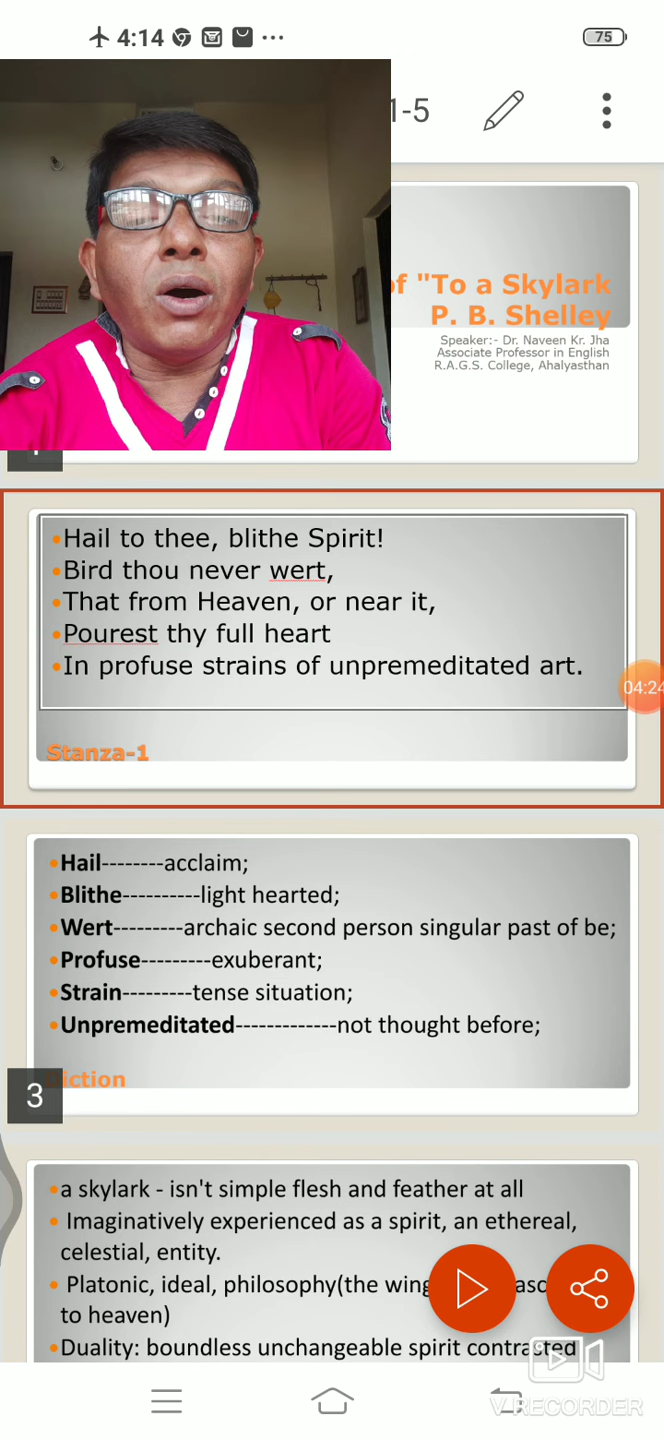 4:14
75
1-5
of "To a Skylark
P. B. Shelley
Speaker:- Dr. Naveen Kr. Jha
Associate Professor in English
R.A.G.S. College, Ahalyasthan
•Hail to thee, blithe Spirit!
•Bird thou never wert,
•That from Heaven, or near it,
•Pourest thy full heart
•In profuse strains of unpremeditated art.
04:24
Stanza-1
•Hail--------acclaim;
•Blithe----------light hearted;
•Wert---------archaic second person singular past of be;
•Profuse---------exuberant;
•Strain---------tense situation;
•Unpremeditated-------------not thought before;
iction
3
•a skylark - isn't simple flesh and feather at all
• Imaginatively experienced as a spirit, an ethereal,
celestial, entity.
• Platonic, ideal, philosophy(the wing
to heaven)
•Duality: boundless unchangeable spirit contrasted
V RECORDER